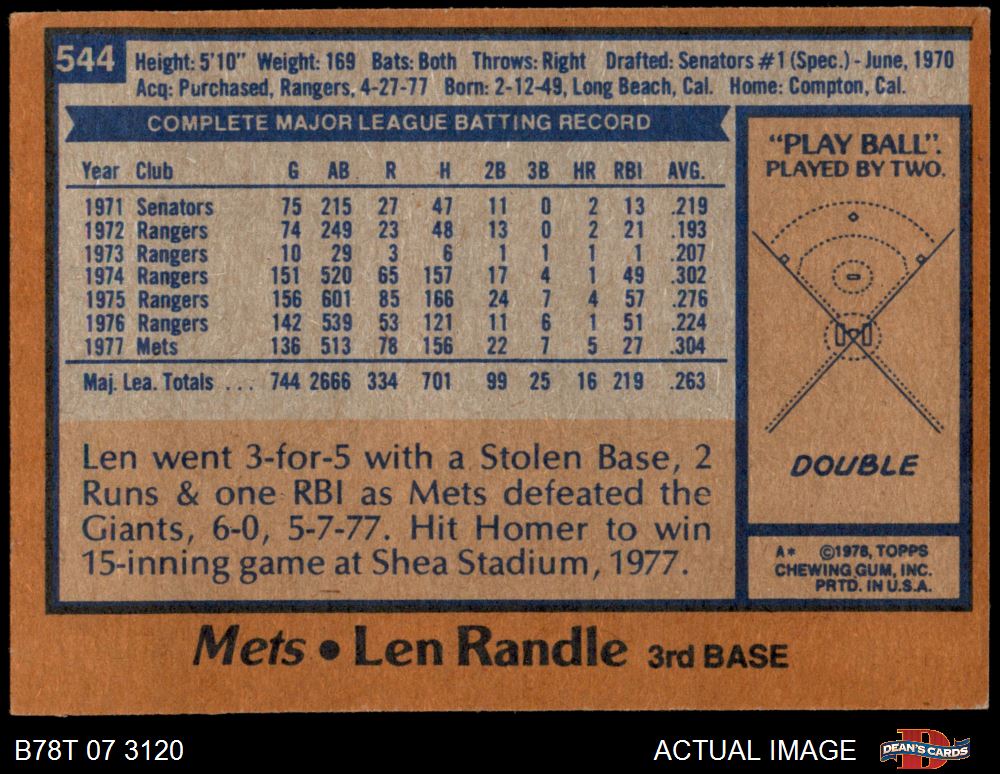 544
Height: 5'10" Weight: 169 Bats: Both Throws: Right Drafted: Senators #1 (Spec.) - June, 1970
Acq: Purchased, Rangers, 4-27-77 Born: 2-12-49, Long Beach, Cal. Home: Compton, Cal.
COMPLETE MAJOR LEAGUE BATTING RECORD
Year Club G AB R H 2B 3B HR RBI AVG.
1971 Senators 75 215 27 47 11 0 2 13 .219
1972 Rangers 74 249 23 48 13 0 2 21 .193
1973 Rangers 10 29 3 6 1 1 1 1 .207
1974 Rangers 151 520 65 157 17 4 1 49 .302
1975 Rangers 156 601 85 166 24 7 4 57 .276
1976 Rangers 142 539 53 121 11 6 1 51 .224
1977 Mets 136 513 78 156 22 7 5 27 .304
Maj. Lea. Totals ... 744 2666 334 701 99 25 16 219 .263
Len went 3-for-5 with a Stolen Base, 2
Runs & one RBI as Mets defeated the
Giants, 6-0, 5-7-77. Hit Homer to win
15-inning game at Shea Stadium, 1977.
"PLAY BALL".
PLAYED BY TWO.
DOUBLE
A* ©1978, TOPPS
CHEWING GUM, INC.
PRTD. IN U.S.A.
Mets • Len Randle 3rd BASE
B78T 07 3120
ACTUAL IMAGE
DEAN'S CARDS